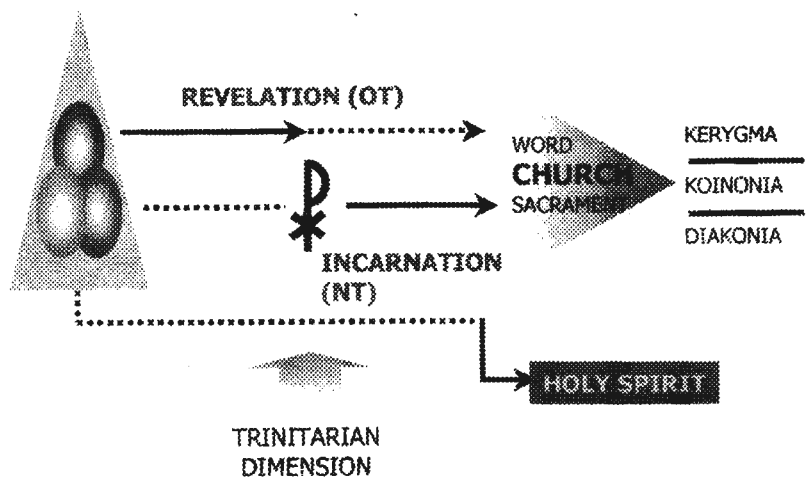 REVELATION (OT)
WORD
CHURCH
SACRAMENT
KERYGMA
KOINONIA
DIAKONIA
INCARNATION
(NT)
HOLY SPIRIT
TRINITARIAN
DIMENSION